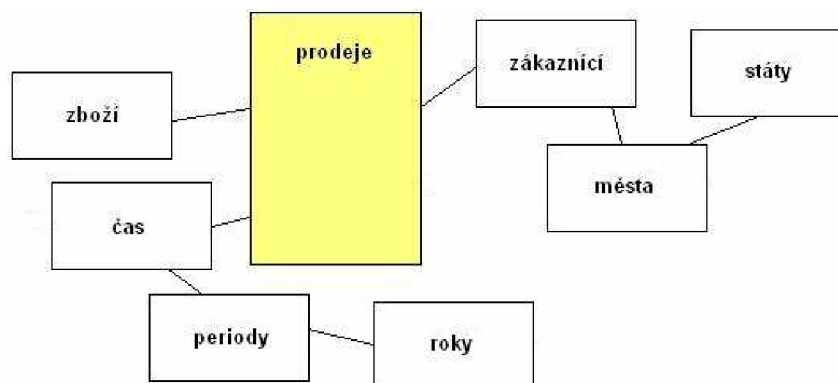 prodeje
zákazníci
státy
zboží
města
čas
periody
roky